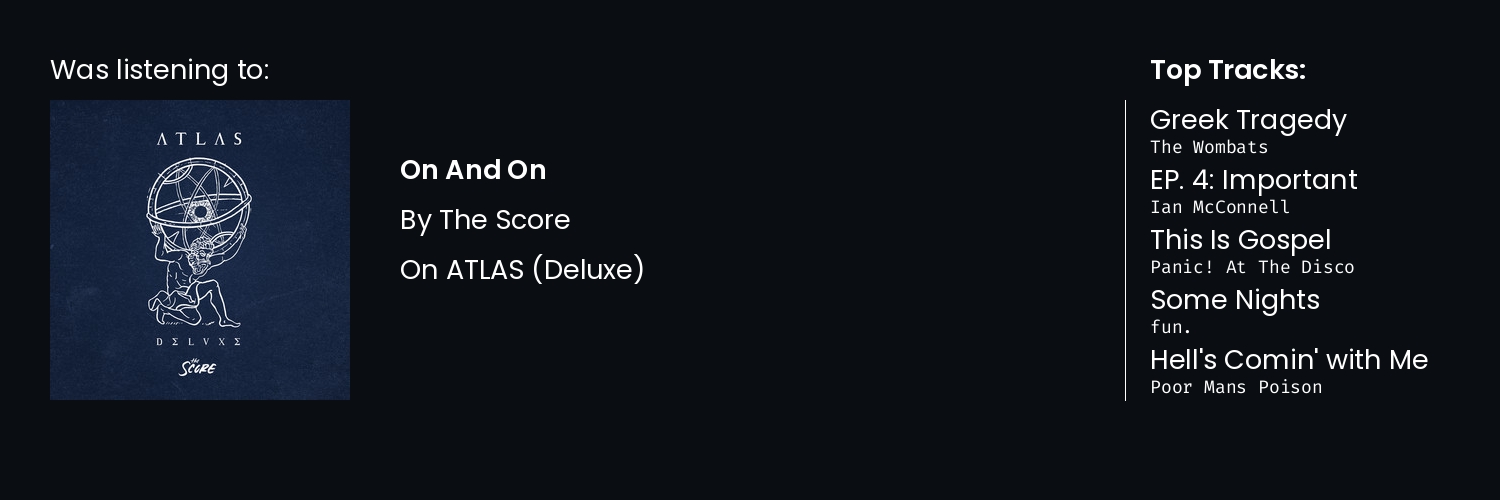 Was listening to:
ATLAS
DΣLVXΣ
the
SCORE
On And On
By The Score
On ATLAS (Deluxe)
Top Tracks:
Greek Tragedy
The Wombats
EP. 4: Important
Ian McConnell
This Is Gospel
Panic! At The Disco
Some Nights
fun.
Hell's Comin' with Me
Poor Mans Poison